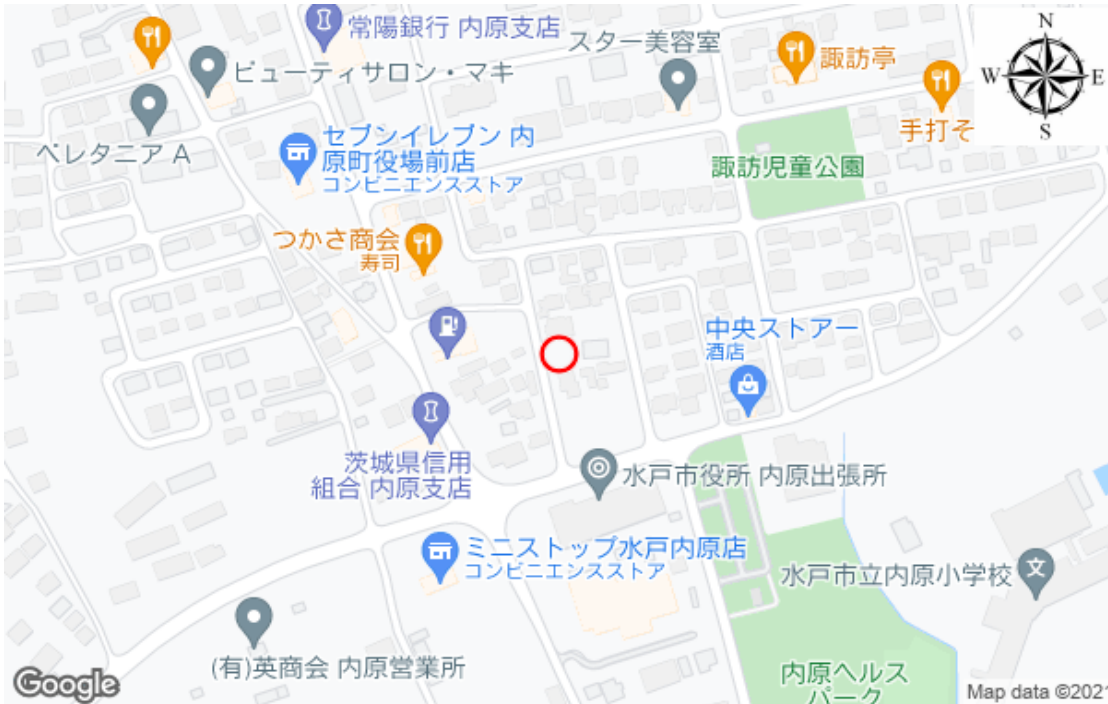 常陽銀行 内原支店
スター美容室
諏訪亭
N
W
E
S
ビューティサロン・マキ
手打そ
ペレタニア A
セブンイレブン 内
原町役場前店
コンビニエンスストア
諏訪児童公園
つかさ商会
寿司
中央ストアー
酒店
茨城県信用
組合 内原支店
水戸市役所 内原出張所
ミニストップ水戸内原店
コンビニエンスストア
水戸市立内原小学校
文
(有)英商会 内原営業所
内原ヘルス
パーク
Google
Map data ©2021